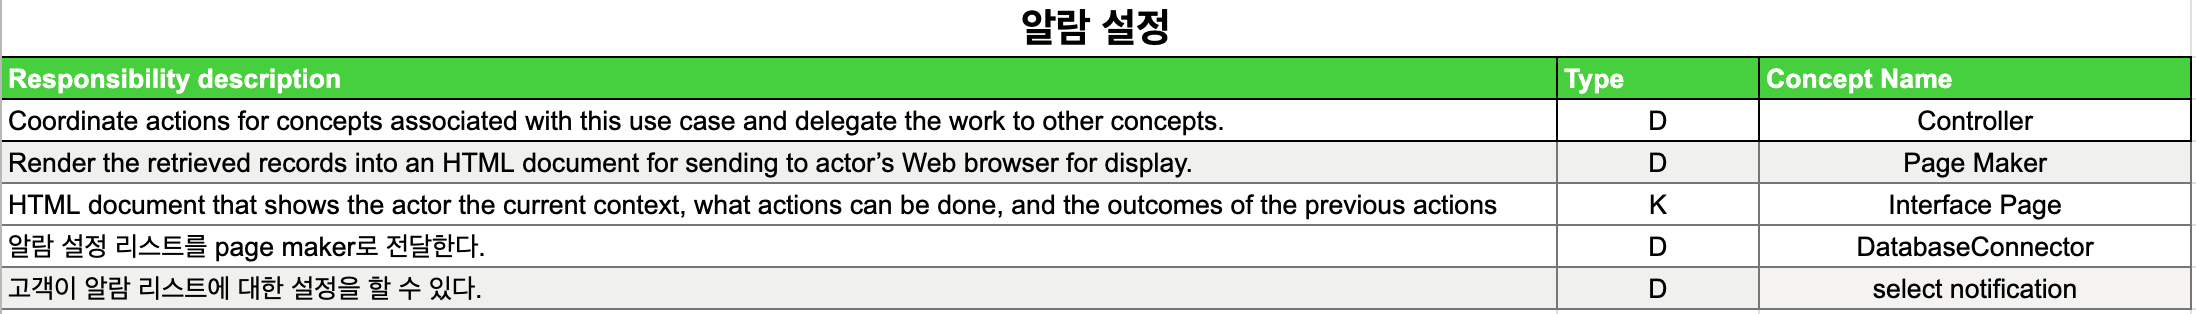 알람 설정
Responsibility description Type Concept Name
Coordinate actions for concepts associated with this use case and delegate the work to other concepts. D Controller
Render the retrieved records into an HTML document for sending to actor’s Web browser for display. D Page Maker
HTML document that shows the actor the current context, what actions can be done, and the outcomes of the previous actions K Interface Page
알람 설정 리스트를 page maker로 전달한다. D DatabaseConnector
고객이 알람 리스트에 대한 설정을 할 수 있다. D select notification